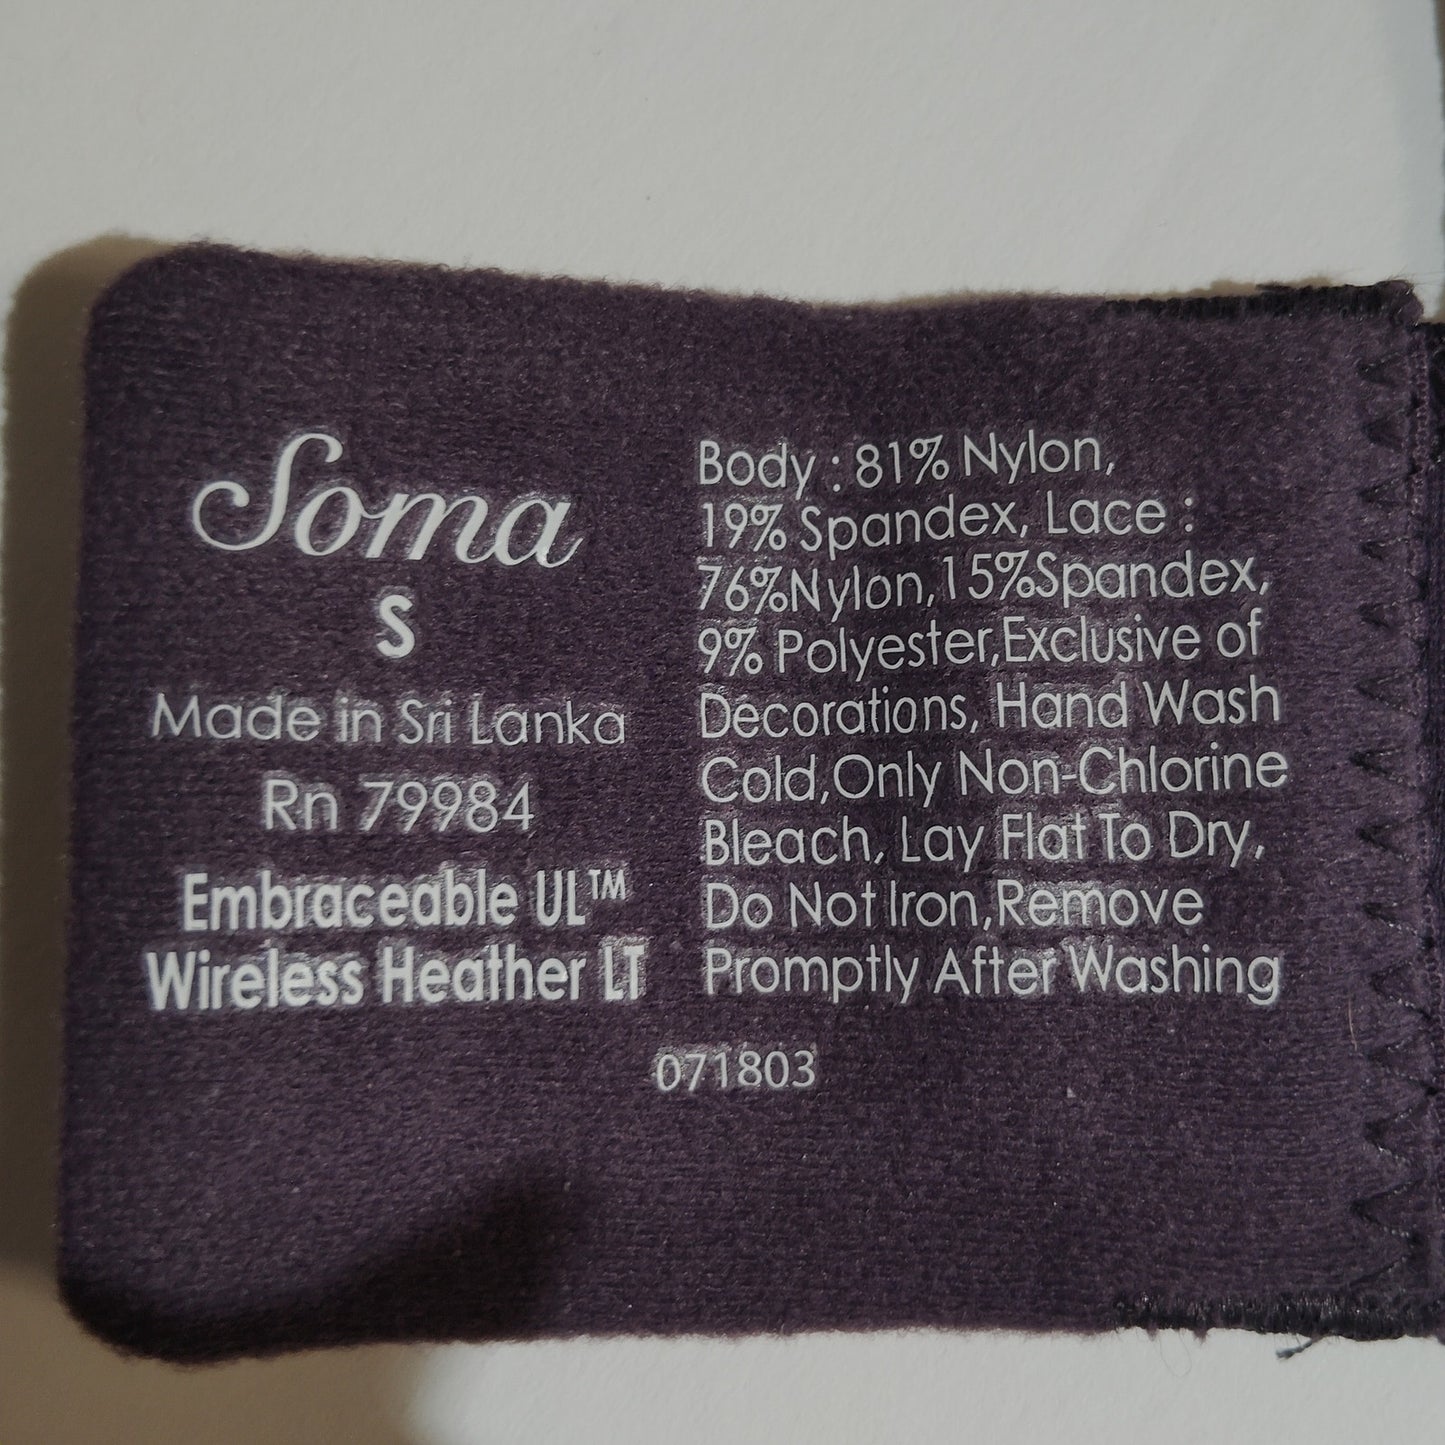 Soma
S
Made in Sri Lanka
Rn 79984
Embraceable UL™
Wireless Heather LT
Body : 81% Nylon,
19% Spandex, Lace :
76%Nylon,15%Spandex,
9% Polyester,Exclusive of
Decorations, Hand Wash
Cold,Only Non-Chlorine
Bleach, Lay Flat To Dry,
Do Not Iron,Remove
Promptly After Washing
071803